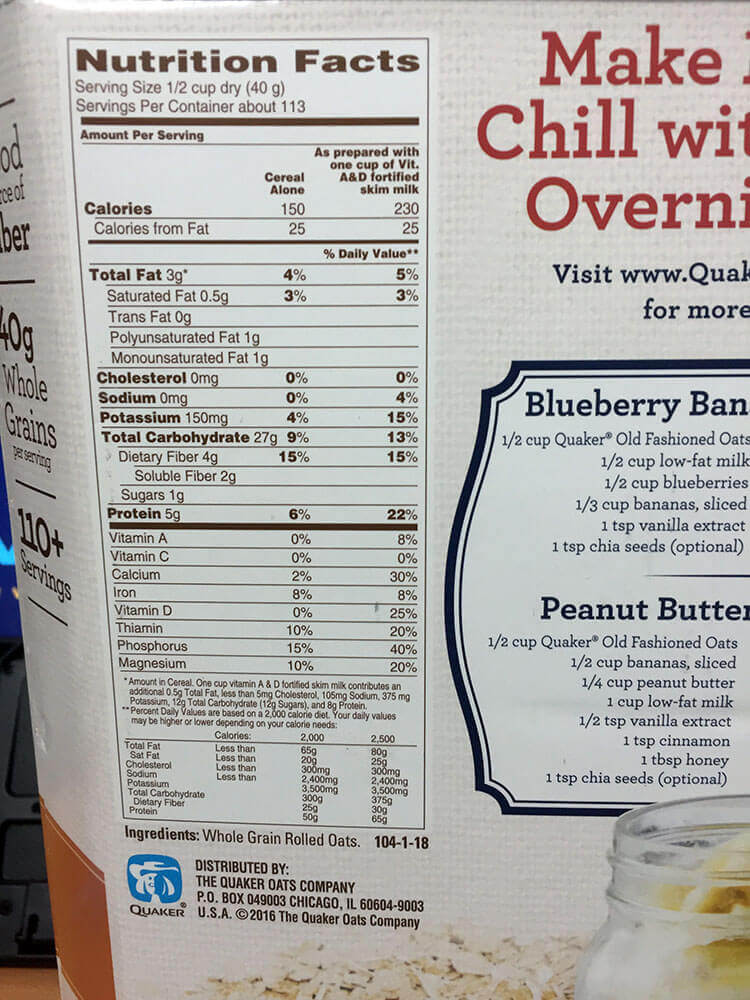 od
rce of
ber
40g
Whole
Grains
per serving
110+
Servings
Nutrition Facts
Serving Size 1/2 cup dry (40 g)
Servings Per Container about 113
Amount Per Serving
Cereal Alone As prepared with one cup of Vit. A&D fortified skim milk
Calories 150 230
Calories from Fat 25 25
% Daily Value**
Total Fat 3g* 4% 5%
Saturated Fat 0.5g 3% 3%
Trans Fat 0g
Polyunsaturated Fat 1g
Monounsaturated Fat 1g
Cholesterol 0mg 0% 0%
Sodium 0mg 0% 4%
Potassium 150mg 4% 15%
Total Carbohydrate 27g 9% 13%
Dietary Fiber 4g 15% 15%
Soluble Fiber 2g
Sugars 1g
Protein 5g 6% 22%
Vitamin A 0% 8%
Vitamin C 0% 0%
Calcium 2% 30%
Iron 8% 8%
Vitamin D 0% 25%
Thiamin 10% 20%
Phosphorus 15% 40%
Magnesium 10% 20%
*Amount in Cereal. One cup vitamin A & D fortified skim milk contributes an
additional 0.5g Total Fat, less than 5mg Cholesterol, 105mg Sodium, 375 mg
Potassium, 12g Total Carbohydrate (12g Sugars), and 8g Protein.
**Percent Daily Values are based on a 2,000 calorie diet. Your daily values
may be higher or lower depending on your calorie needs:
Calories: 2,000 2,500
Total Fat Less than 65g 80g
Sat Fat Less than 20g 25g
Cholesterol Less than 300mg 300mg
Sodium Less than 2,400mg 2,400mg
Potassium 3,500mg 3,500mg
Total Carbohydrate 300g 375g
Dietary Fiber 25g 30g
Protein 50g 65g
Ingredients: Whole Grain Rolled Oats. 104-1-18
QUAKER®
DISTRIBUTED BY:
THE QUAKER OATS COMPANY
P.O. BOX 049003 CHICAGO, IL 60604-9003
U.S.A. ©2016 The Quaker Oats Company
Make
Chill wit
Overni
Visit www.Quak
for more
Blueberry Ban
1/2 cup Quaker® Old Fashioned Oats
1/2 cup low-fat milk
1/2 cup blueberries
1/3 cup bananas, sliced
1 tsp vanilla extract
1 tsp chia seeds (optional)
Peanut Butter
1/2 cup Quaker® Old Fashioned Oats
1/2 cup bananas, sliced
1/4 cup peanut butter
1 cup low-fat milk
1/2 tsp vanilla extract
1 tsp cinnamon
1 tbsp honey
1 tsp chia seeds (optional)